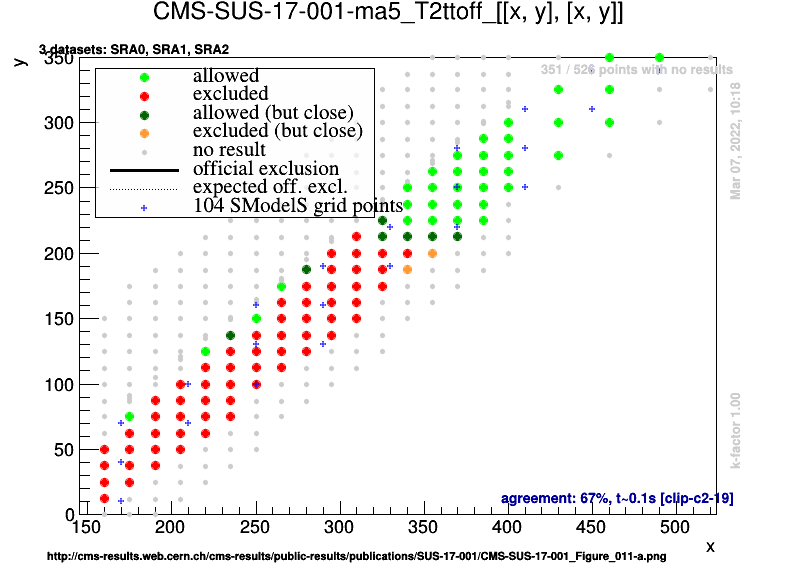 CMS-SUS-17-001-ma5_T2ttoff_[[x, y], [x, y]]
3 datasets: SRA0, SRA1, SRA2
y
350
300
250
200
150
100
50
0
351 / 526 points with no results
allowed
excluded
allowed (but close)
excluded (but close)
no result
official exclusion
expected off. excl.
104 SModelS grid points
Mar 07, 2022, 10:18
k-factor 1.00
agreement: 67%, t~0.1s [clip-c2-19]
150 200 250 300 350 400 450 500
x
http://cms-results.web.cern.ch/cms-results/public-results/publications/SUS-17-001/CMS-SUS-17-001_Figure_011-a.png